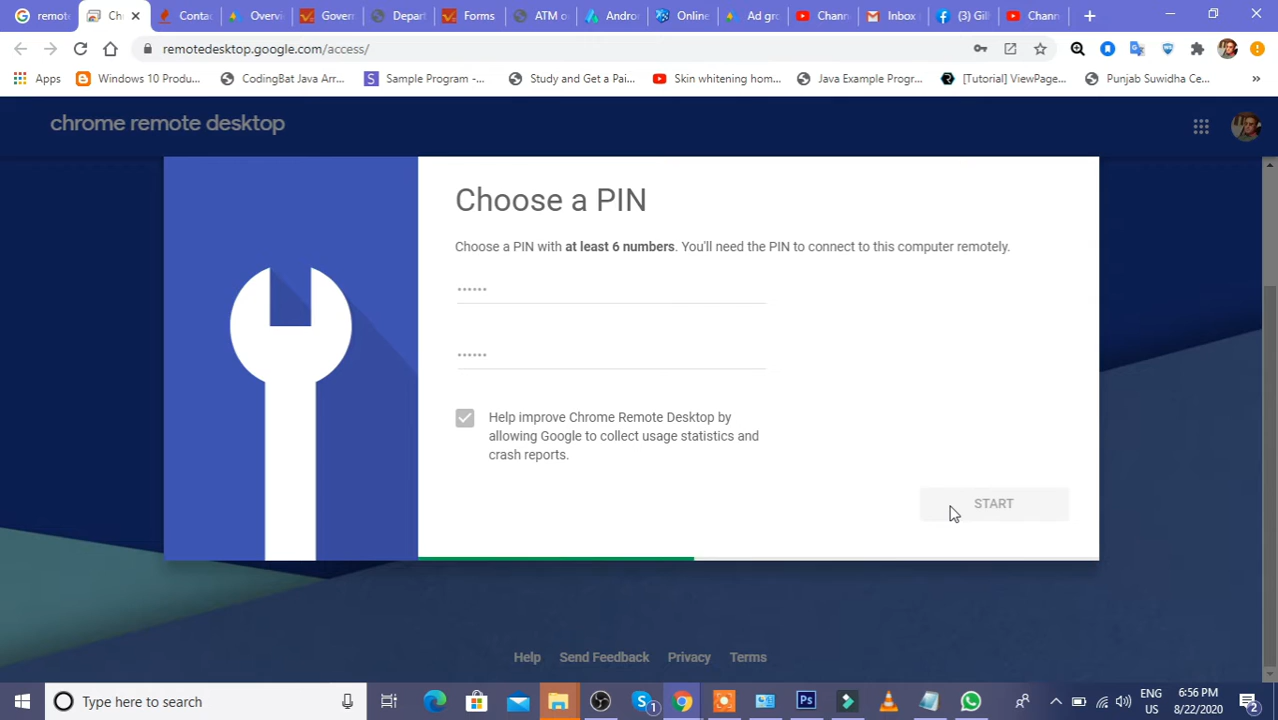 remote
Chr
Contac
Overvi
Govern
Depart
Forms
ATM o
Andro
Online
Ad gro
Chann
Inbox
(3) Gil
Chann
remotedesktop.google.com/access/
Apps
Windows 10 Produ...
CodingBat Java Arr...
Sample Program -...
Study and Get a Pai...
Skin whitening hom...
Java Example Progr...
[Tutorial] ViewPage...
Punjab Suwidha Ce...
»
chrome remote desktop
Choose a PIN
Choose a PIN with at least 6 numbers. You'll need the PIN to connect to this computer remotely.
••••••
••••••
Help improve Chrome Remote Desktop by
allowing Google to collect usage statistics and
crash reports.
START
Help Send Feedback Privacy Terms
Type here to search
ENG
US
6:56 PM
8/22/2020